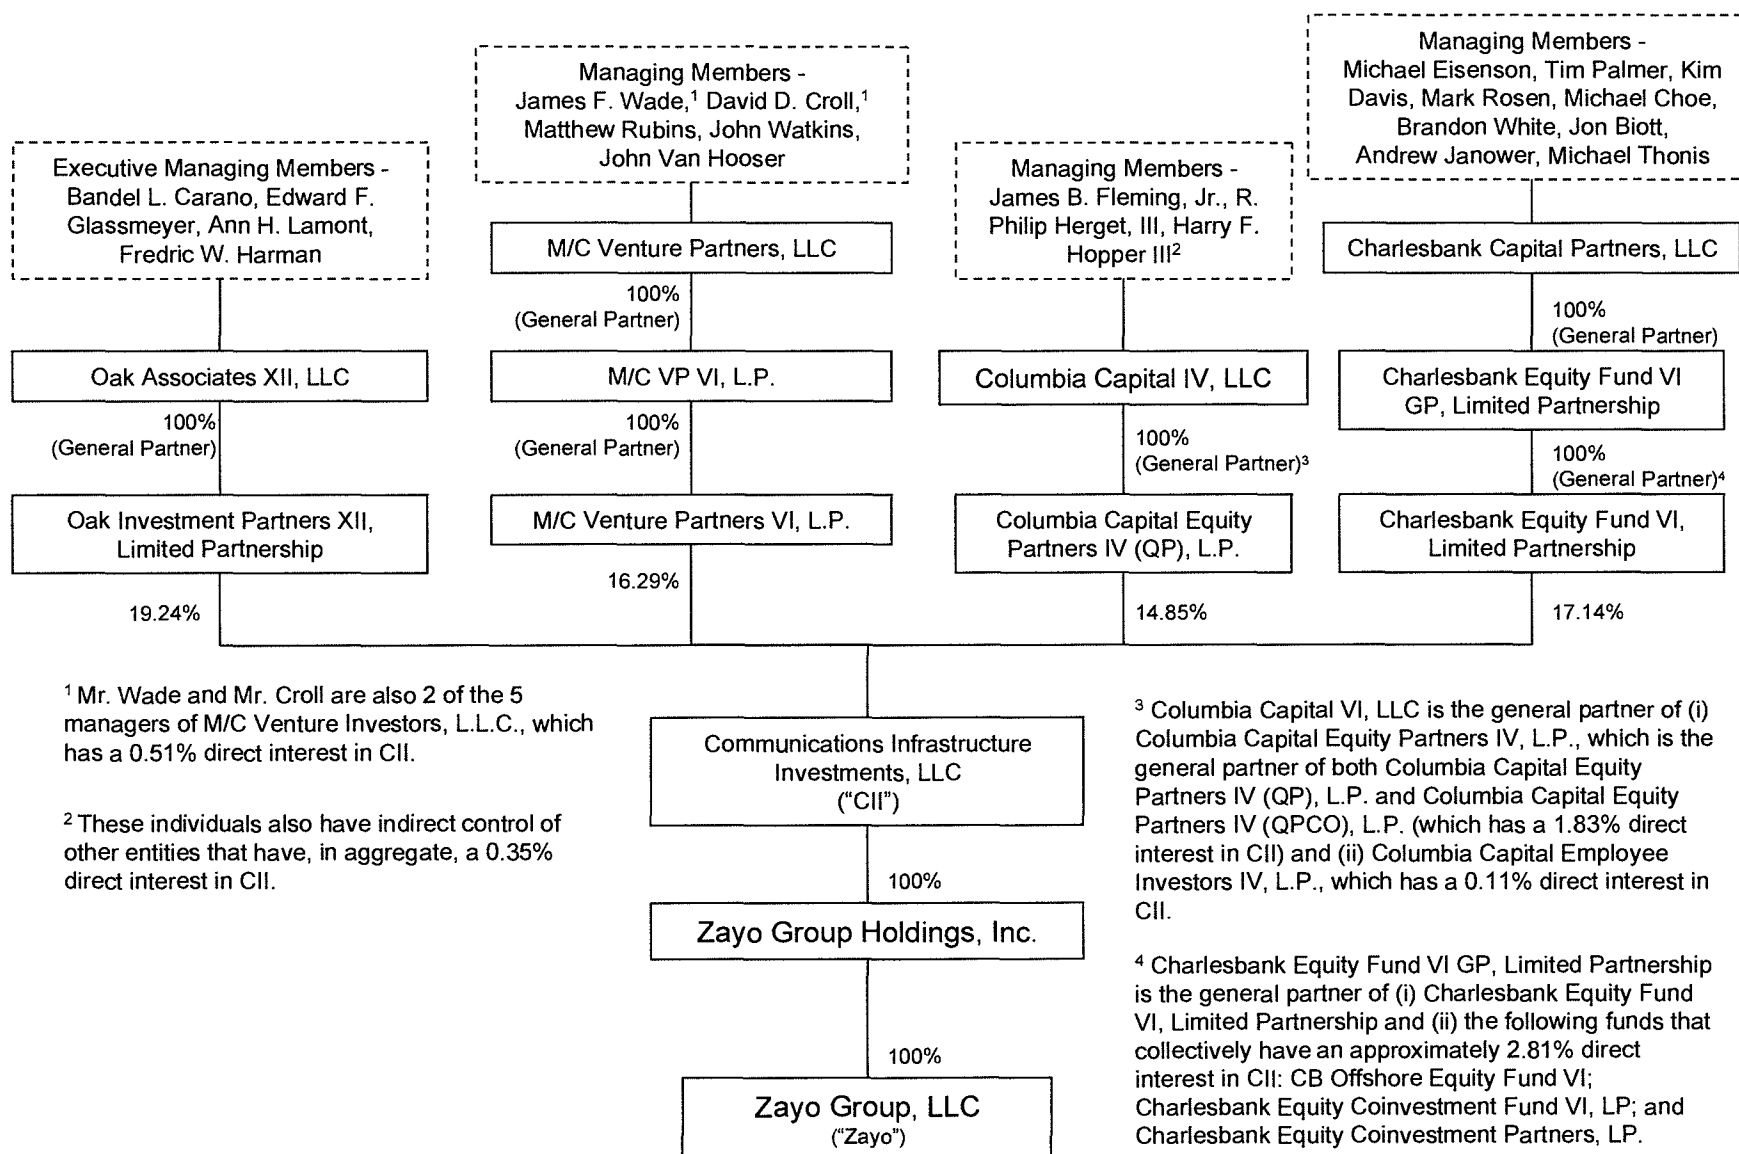 Executive Managing Members -
Bandel L. Carano, Edward F.
Glassmeyer, Ann H. Lamont,
Fredric W. Harman
Oak Associates XII, LLC
100%
(General Partner)
Oak Investment Partners XII,
Limited Partnership
19.24%
Managing Members -
James F. Wade,¹ David D. Croll,¹
Matthew Rubins, John Watkins,
John Van Hooser
M/C Venture Partners, LLC
100%
(General Partner)
M/C VP VI, L.P.
100%
(General Partner)
M/C Venture Partners VI, L.P.
16.29%
Managing Members -
James B. Fleming, Jr., R.
Philip Herget, III, Harry F.
Hopper III²
Columbia Capital IV, LLC
100%
(General Partner)³
Columbia Capital Equity
Partners IV (QP), L.P.
14.85%
Managing Members -
Michael Eisenson, Tim Palmer, Kim
Davis, Mark Rosen, Michael Choe,
Brandon White, Jon Biott,
Andrew Janower, Michael Thonis
Charlesbank Capital Partners, LLC
100%
(General Partner)
Charlesbank Equity Fund VI
GP, Limited Partnership
100%
(General Partner)⁴
Charlesbank Equity Fund VI,
Limited Partnership
17.14%
Communications Infrastructure
Investments, LLC
(“CII”)
100%
Zayo Group Holdings, Inc.
100%
Zayo Group, LLC
(“Zayo”)
¹ Mr. Wade and Mr. Croll are also 2 of the 5
managers of M/C Venture Investors, L.L.C., which
has a 0.51% direct interest in CII.
² These individuals also have indirect control of
other entities that have, in aggregate, a 0.35%
direct interest in CII.
³ Columbia Capital VI, LLC is the general partner of (i)
Columbia Capital Equity Partners IV, L.P., which is the
general partner of both Columbia Capital Equity
Partners IV (QP), L.P. and Columbia Capital Equity
Partners IV (QPCO), L.P. (which has a 1.83% direct
interest in CII) and (ii) Columbia Capital Employee
Investors IV, L.P., which has a 0.11% direct interest in
CII.
⁴ Charlesbank Equity Fund VI GP, Limited Partnership
is the general partner of (i) Charlesbank Equity Fund
VI, Limited Partnership and (ii) the following funds that
collectively have an approximately 2.81% direct
interest in CII: CB Offshore Equity Fund VI;
Charlesbank Equity Coinvestment Fund VI, LP; and
Charlesbank Equity Coinvestment Partners, LP.